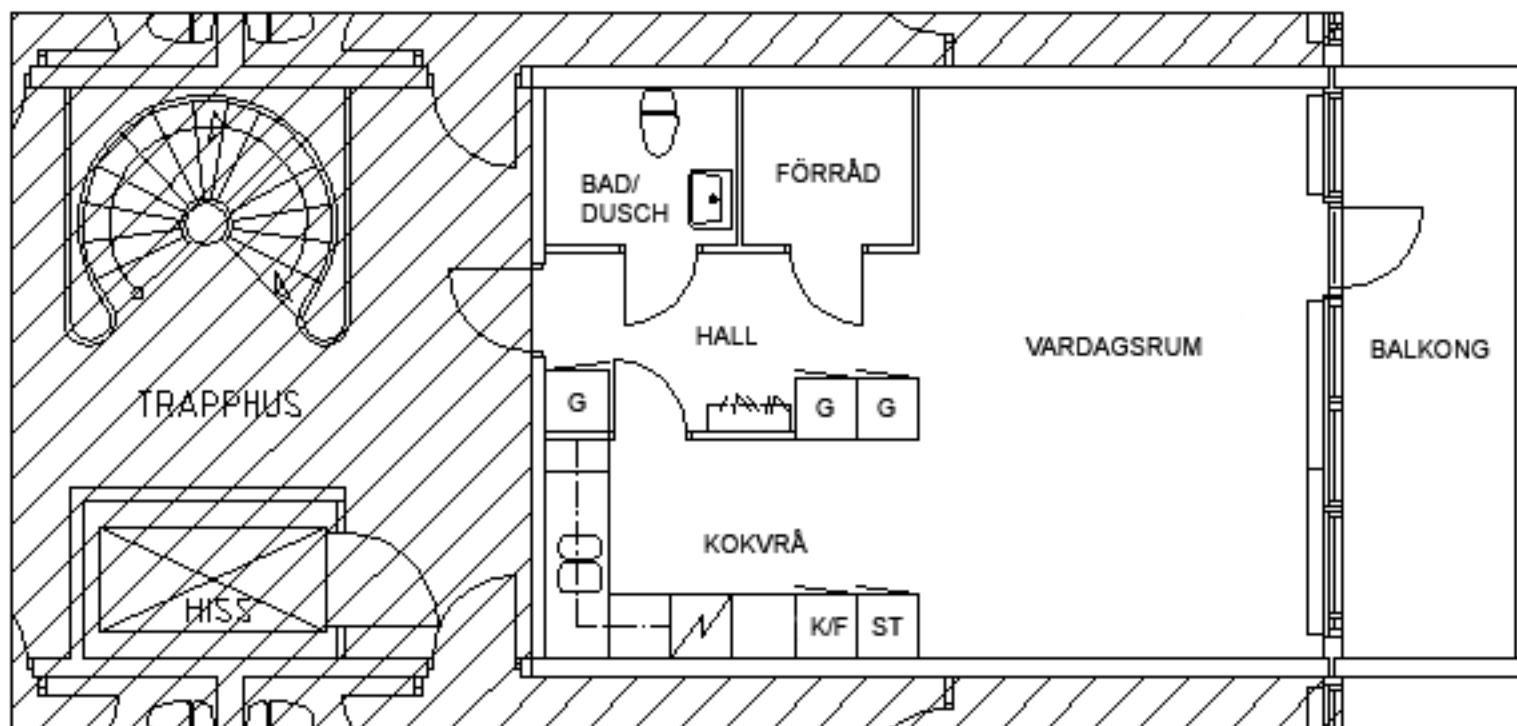 BAD/
DUSCH
FÖRRÅD
HALL
VARDAGSRUM
BALKONG
TRAPPHUS
G
G
G
KOKVRÅ
HISS
K/F
ST